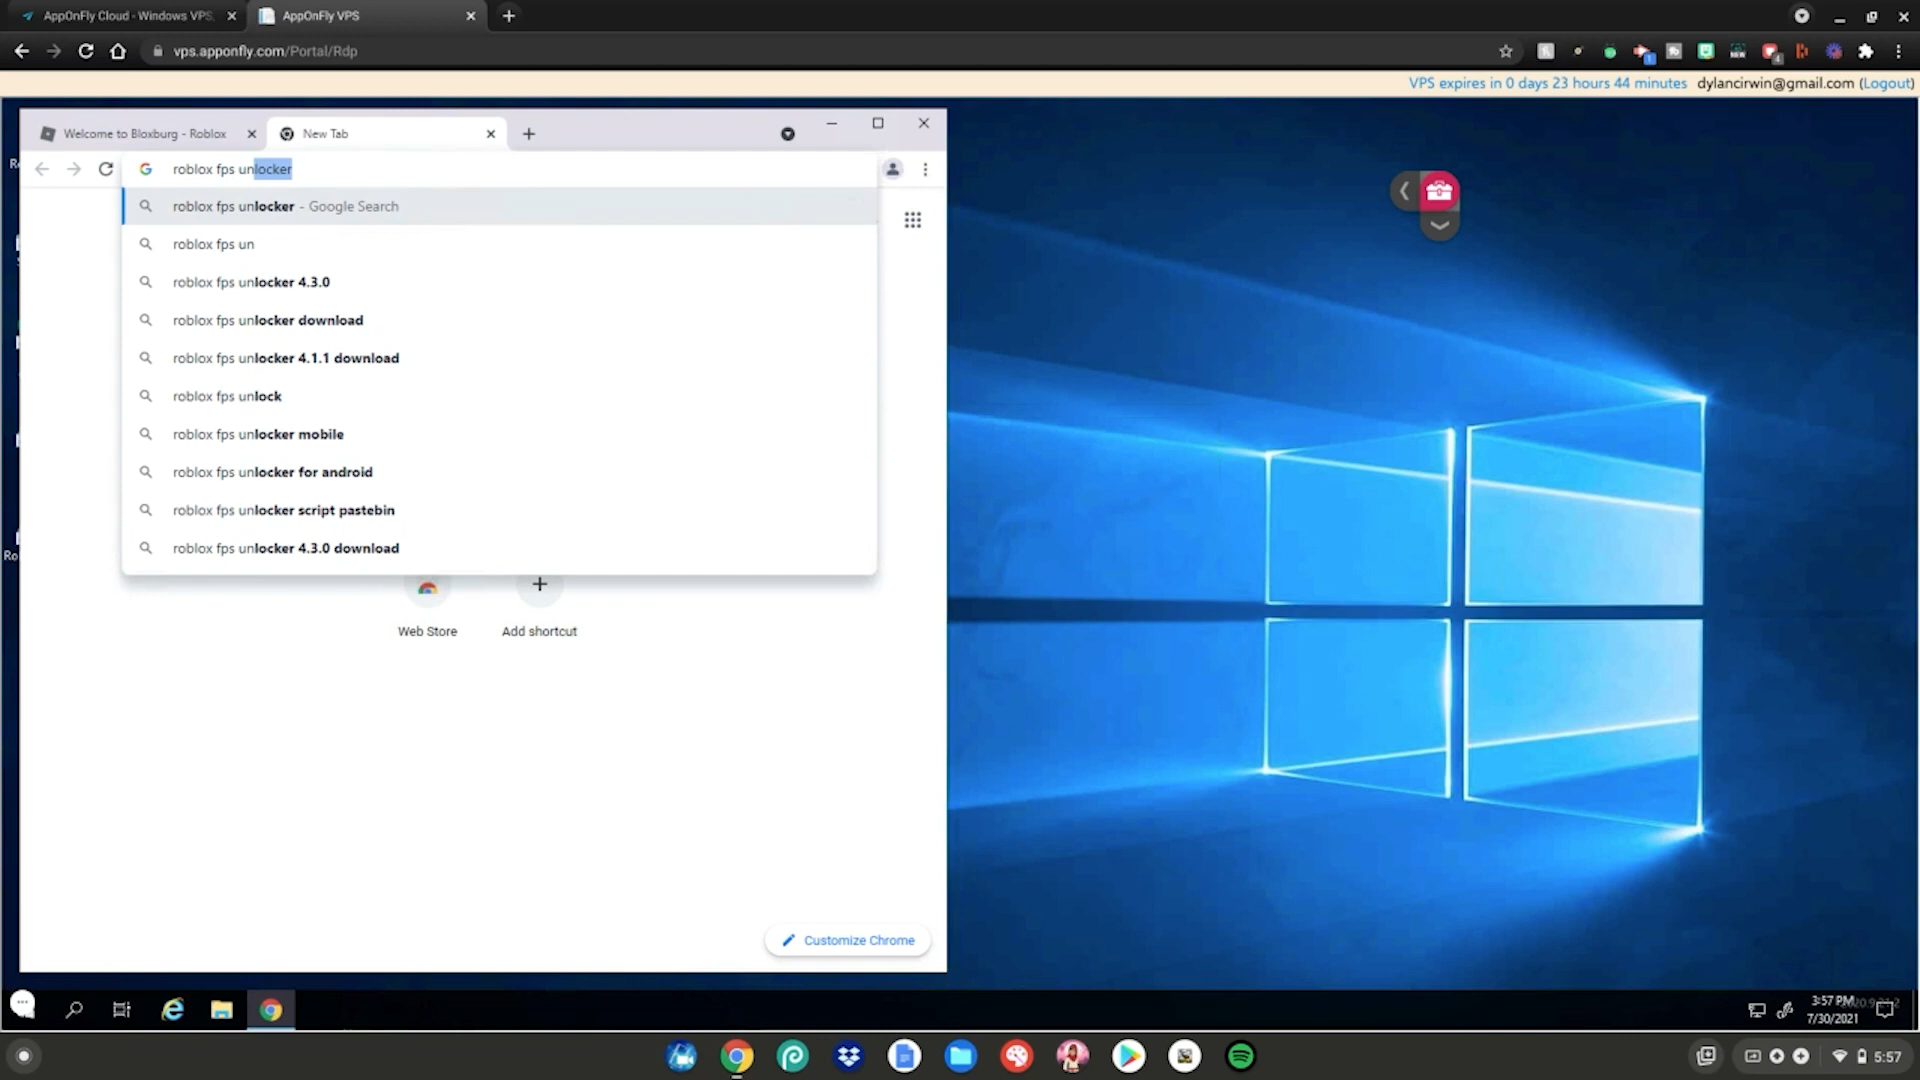 AppOnFly Cloud - Windows VPS,
AppOnFly VPS
vps.apponfly.com/Portal/Rdp
VPS expires in 0 days 23 hours 44 minutes dylancirwin@gmail.com (Logout)
Welcome to Bloxburg - Roblox
New Tab
roblox fps unlocker
roblox fps unlocker - Google Search
roblox fps un
roblox fps unlocker 4.3.0
roblox fps unlocker download
roblox fps unlocker 4.1.1 download
roblox fps unlock
roblox fps unlocker mobile
roblox fps unlocker for android
roblox fps unlocker script pastebin
roblox fps unlocker 4.3.0 download
Ro
Web Store
Add shortcut
Customize Chrome
3:57 PM
7/30/2021
5:57